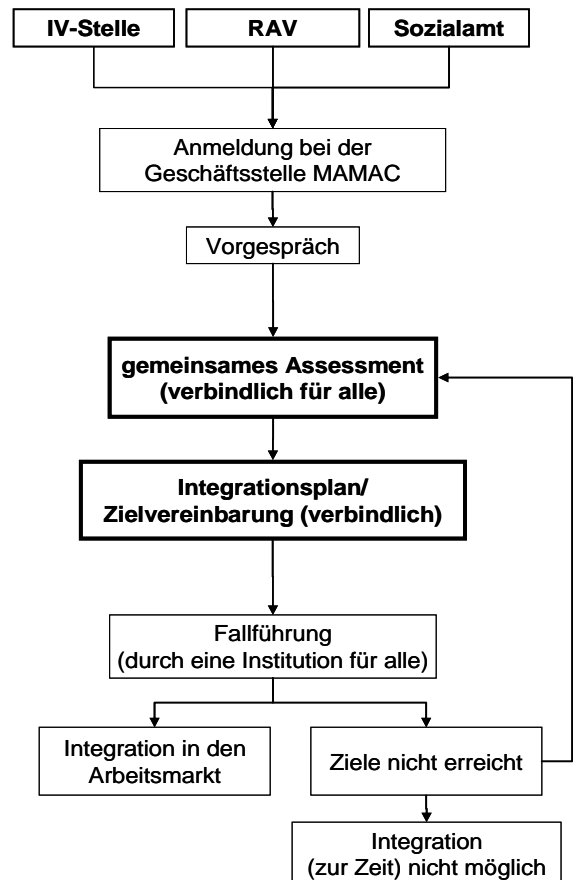 IV-Stelle
RAV
Sozialamt
Anmeldung bei der
Geschäftsstelle MAMAC
Vorgespräch
gemeinsames Assessment
(verbindlich für alle)
Integrationsplan/
Zielvereinbarung (verbindlich)
Fallführung
(durch eine Institution für alle)
Integration in den
Arbeitsmarkt
Ziele nicht erreicht
Integration
(zur Zeit) nicht möglich